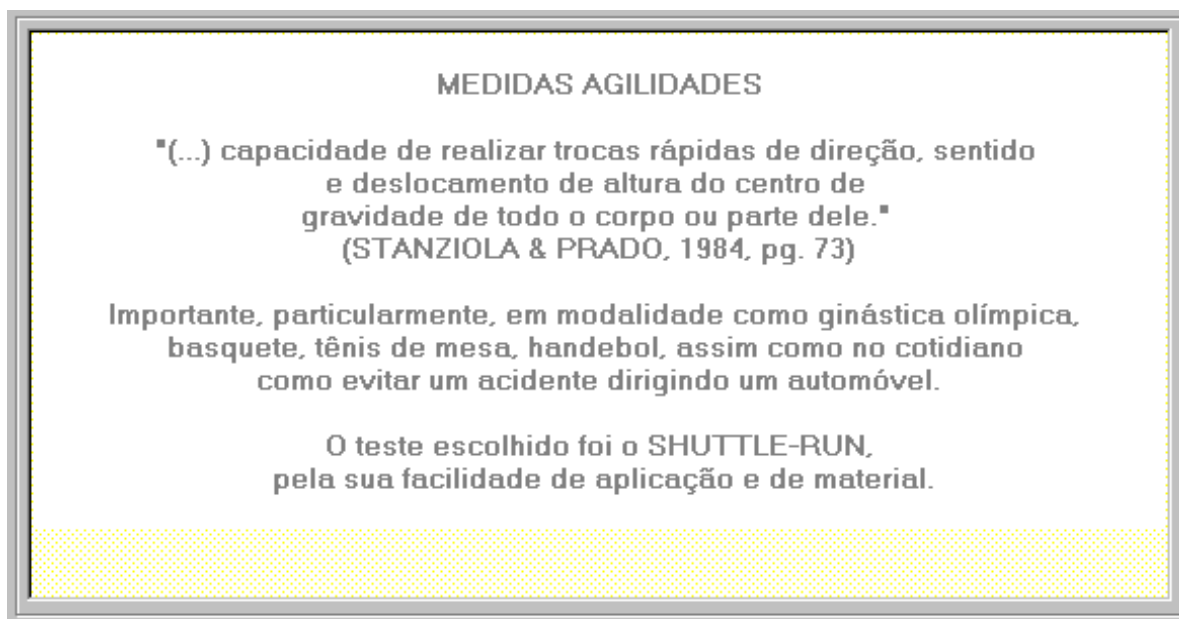 MEDIDAS AGILIDADES
"(...) capacidade de realizar trocas rápidas de direção, sentido
e deslocamento de altura do centro de
gravidade de todo o corpo ou parte dele."
(STANZIOLA & PRADO, 1984, pg. 73)
Importante, particularmente, em modalidade como ginástica olímpica,
basquete, tênis de mesa, handebol, assim como no cotidiano
como evitar um acidente dirigindo um automóvel.
O teste escolhido foi o SHUTTLE-RUN,
pela sua facilidade de aplicação e de material.